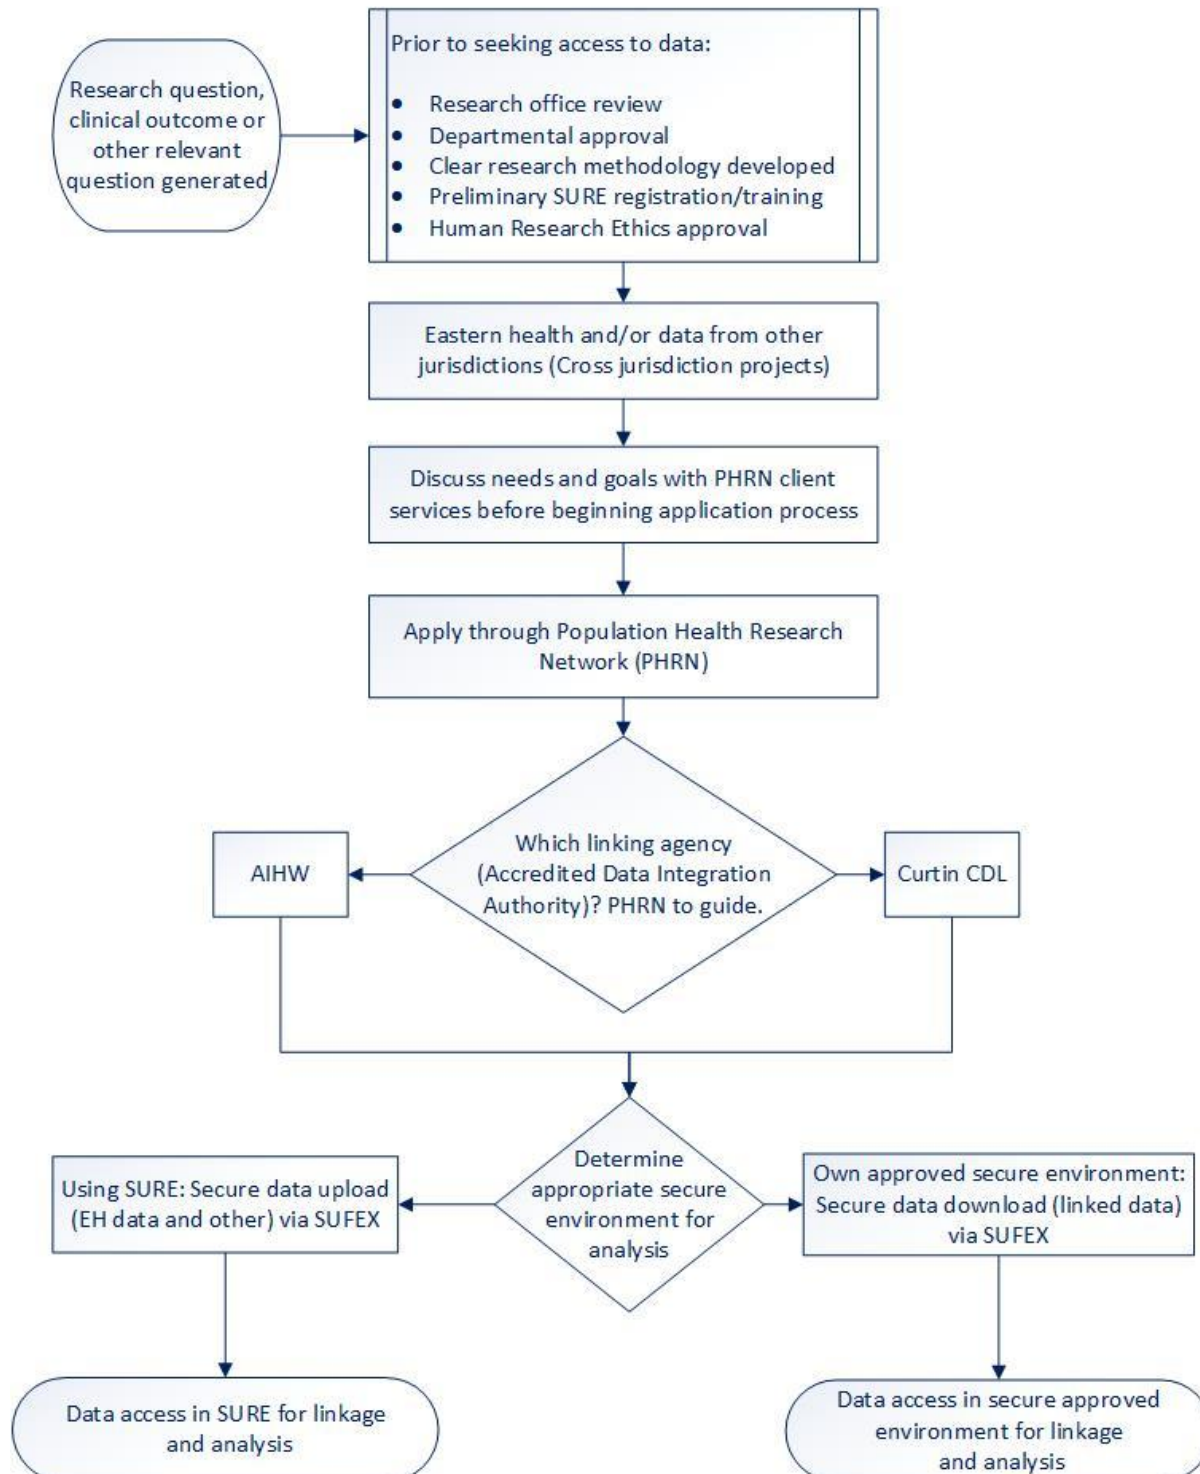 Research question,
clinical outcome or
other relevant
question generated
Prior to seeking access to data:
• Research office review
• Departmental approval
• Clear research methodology developed
• Preliminary SURE registration/training
• Human Research Ethics approval
Eastern health and/or data from other
jurisdictions (Cross jurisdiction projects)
Discuss needs and goals with PHRN client
services before beginning application process
Apply through Population Health Research
Network (PHRN)
Which linking agency
(Accredited Data Integration
Authority)? PHRN to guide.
AIHW
Curtin CDL
Determine
appropriate secure
environment for
analysis
Using SURE: Secure data upload
(EH data and other) via SUFEX
Own approved secure environment:
Secure data download (linked data)
via SUFEX
Data access in SURE for linkage
and analysis
Data access in secure approved
environment for linkage
and analysis